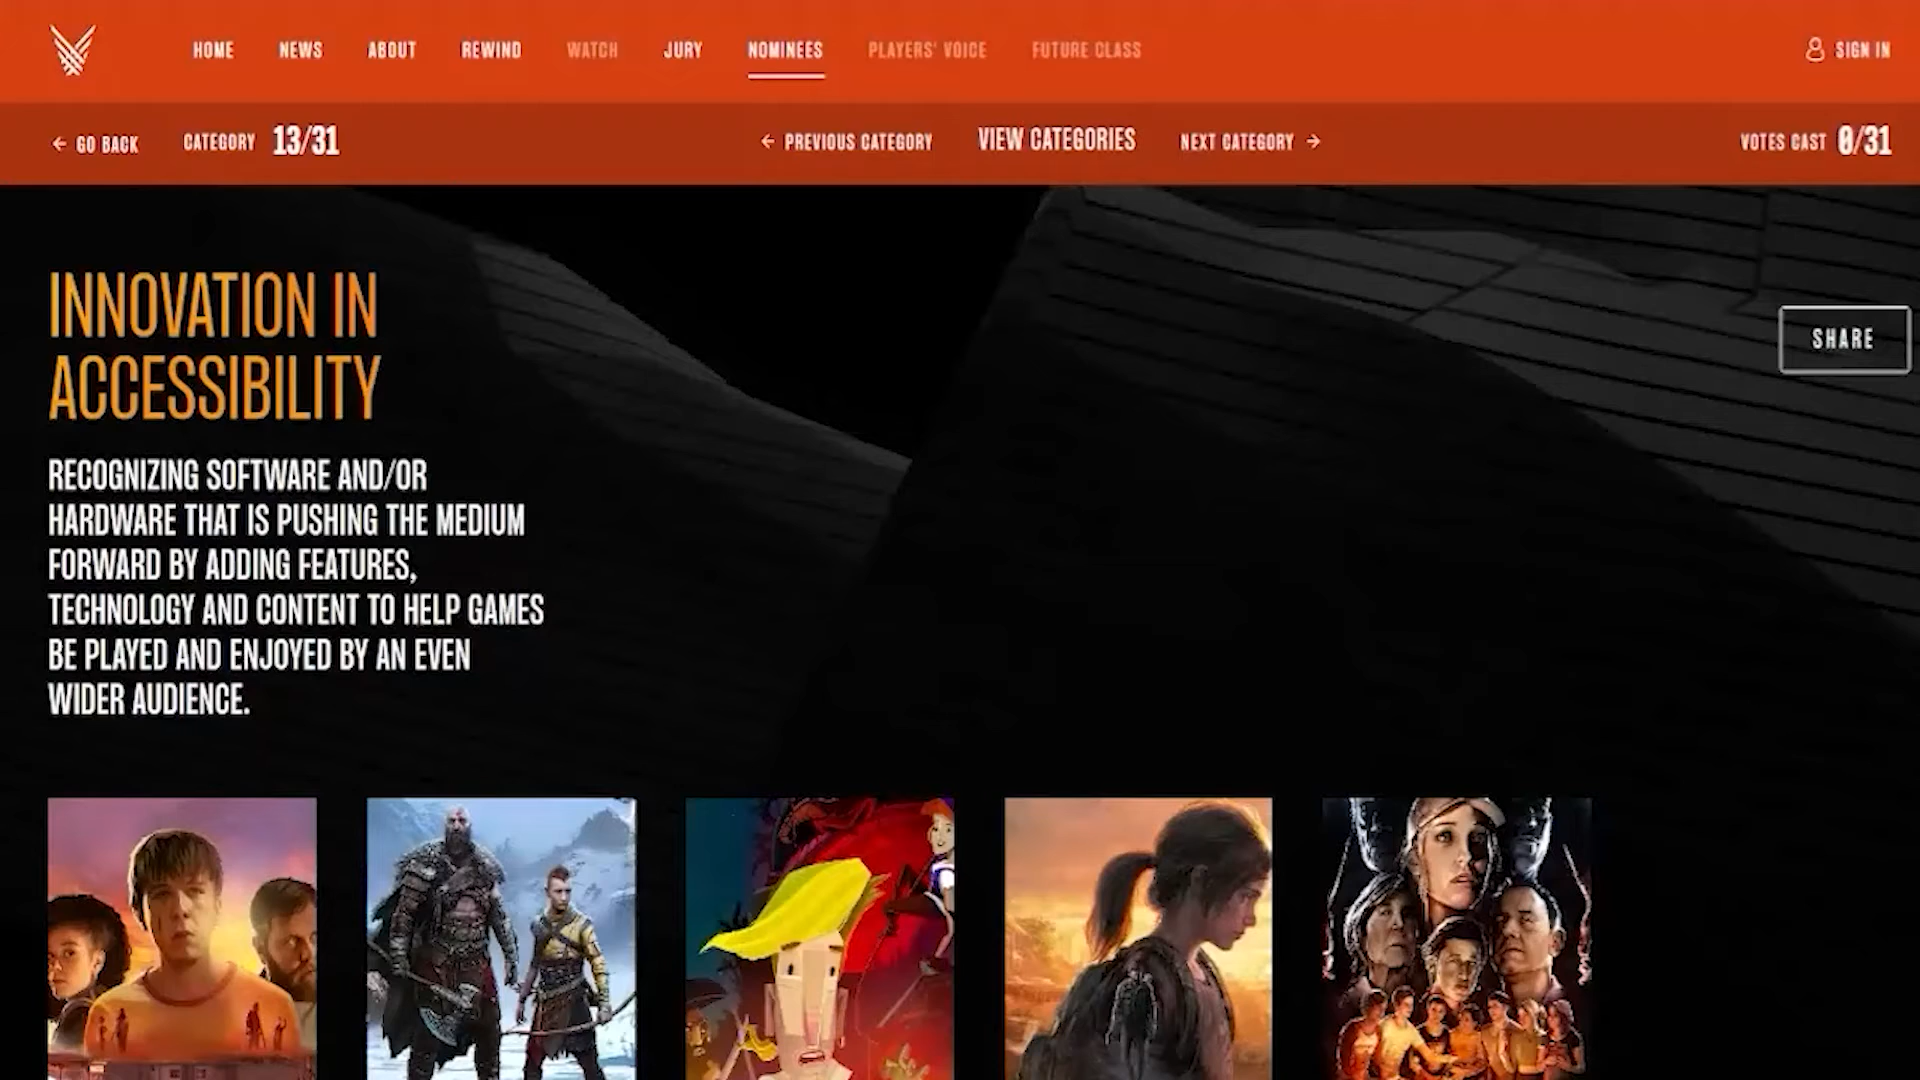 HOME NEWS ABOUT REWIND WATCH JURY NOMINEES PLAYERS' VOICE FUTURE CLASS SIGN IN
← GO BACK CATEGORY 13/31 ← PREVIOUS CATEGORY VIEW CATEGORIES NEXT CATEGORY → VOTES CAST 0/31
INNOVATION IN
ACCESSIBILITY
SHARE
RECOGNIZING SOFTWARE AND/OR
HARDWARE THAT IS PUSHING THE MEDIUM
FORWARD BY ADDING FEATURES,
TECHNOLOGY AND CONTENT TO HELP GAMES
BE PLAYED AND ENJOYED BY AN EVEN
WIDER AUDIENCE.